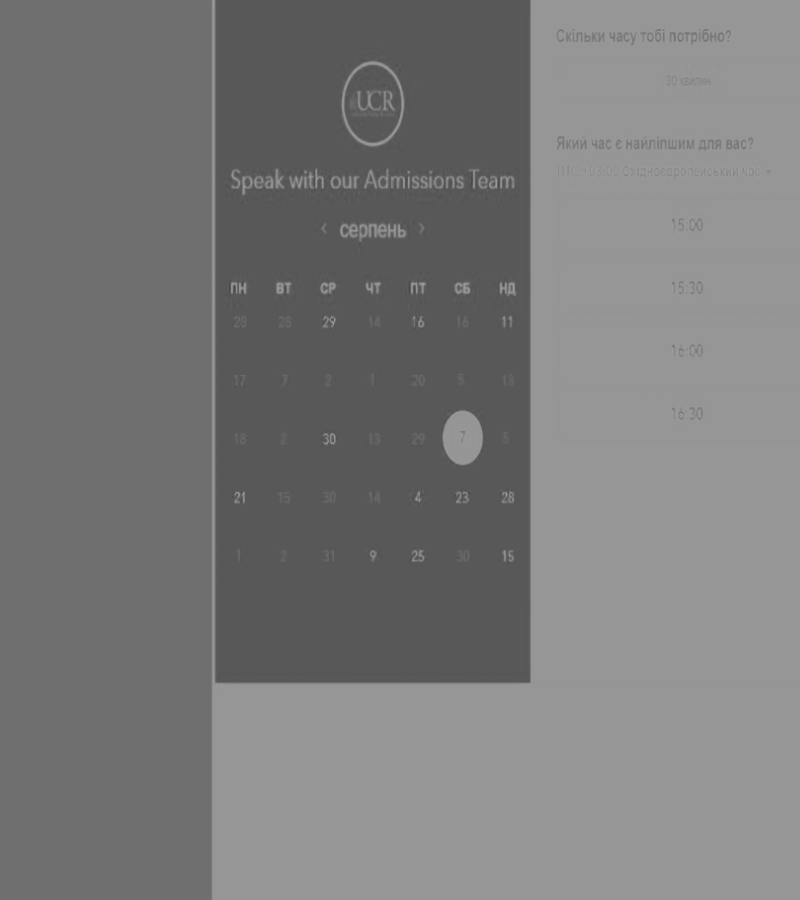 UCR
Speak with our Admissions Team
‹ серпень ›
ПН ВТ СР ЧТ ПТ СБ НД
28 25 29 14 16 16 11
17 7 2 1 20 5 13
18 2 30 13 29 7 5
21 15 30 14 4 23 28
1 2 31 9 25 30 15
Скільки часу тобі потрібно?
30 хвилин
Який час є найліпшим для вас?
UTC +03:00 Східноєвропейський час
15:00
15:30
16:00
16:30